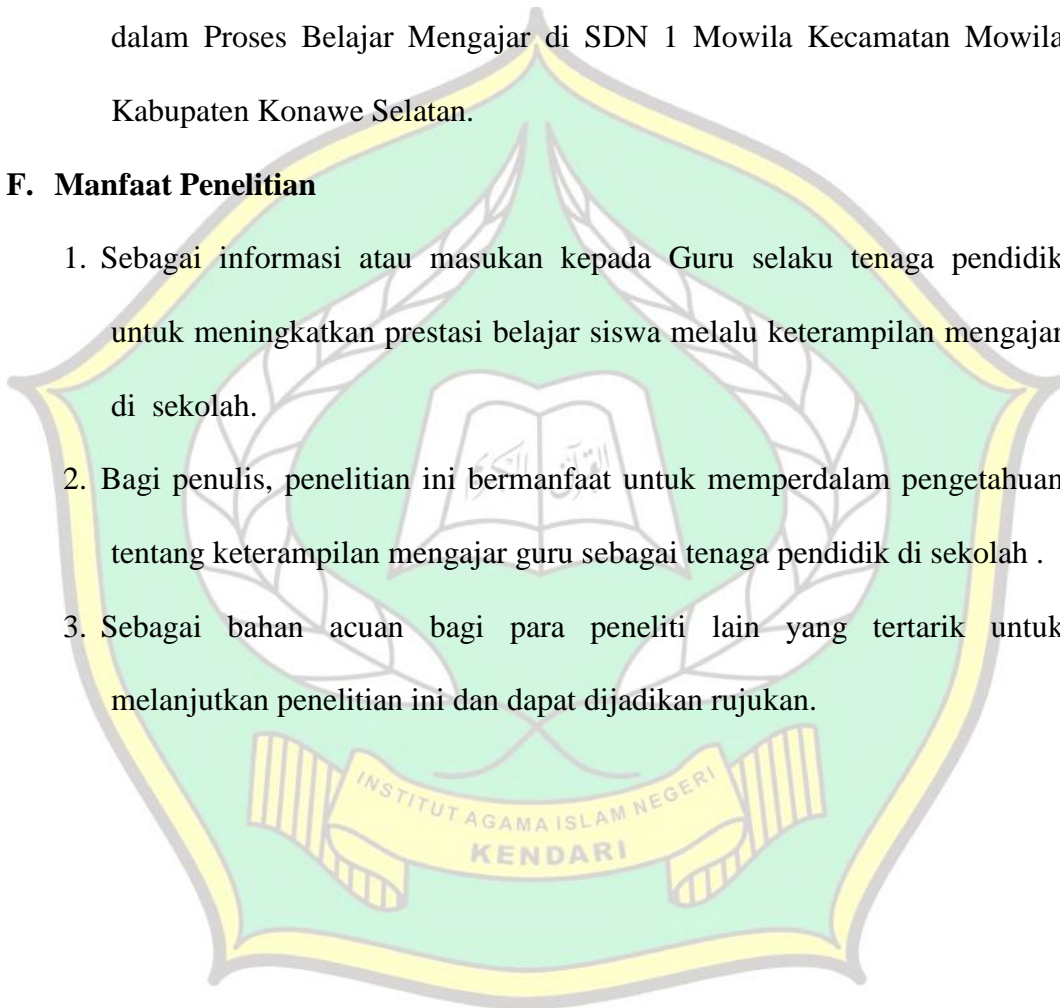 dalam Proses Belajar Mengajar di SDN 1 Mowila Kecamatan Mowila
Kabupaten Konawe Selatan.
F. Manfaat Penelitian
1. Sebagai informasi atau masukan kepada Guru selaku tenaga pendidik
untuk meningkatkan prestasi belajar siswa melalu keterampilan mengajar
di sekolah.
2. Bagi penulis, penelitian ini bermanfaat untuk memperdalam pengetahuan
tentang keterampilan mengajar guru sebagai tenaga pendidik di sekolah .
3. Sebagai bahan acuan bagi para peneliti lain yang tertarik untuk
melanjutkan penelitian ini dan dapat dijadikan rujukan.
INSTITUT AGAMA ISLAM NEGERI
KENDARI